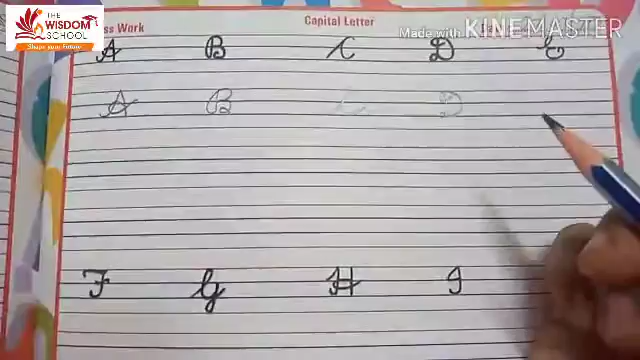 THE
WISDOM
SCHOOL
Shape your Future
ss Work
Capital Letter
Made with KINEMASTER
A B C D E
A B C D
F G H I